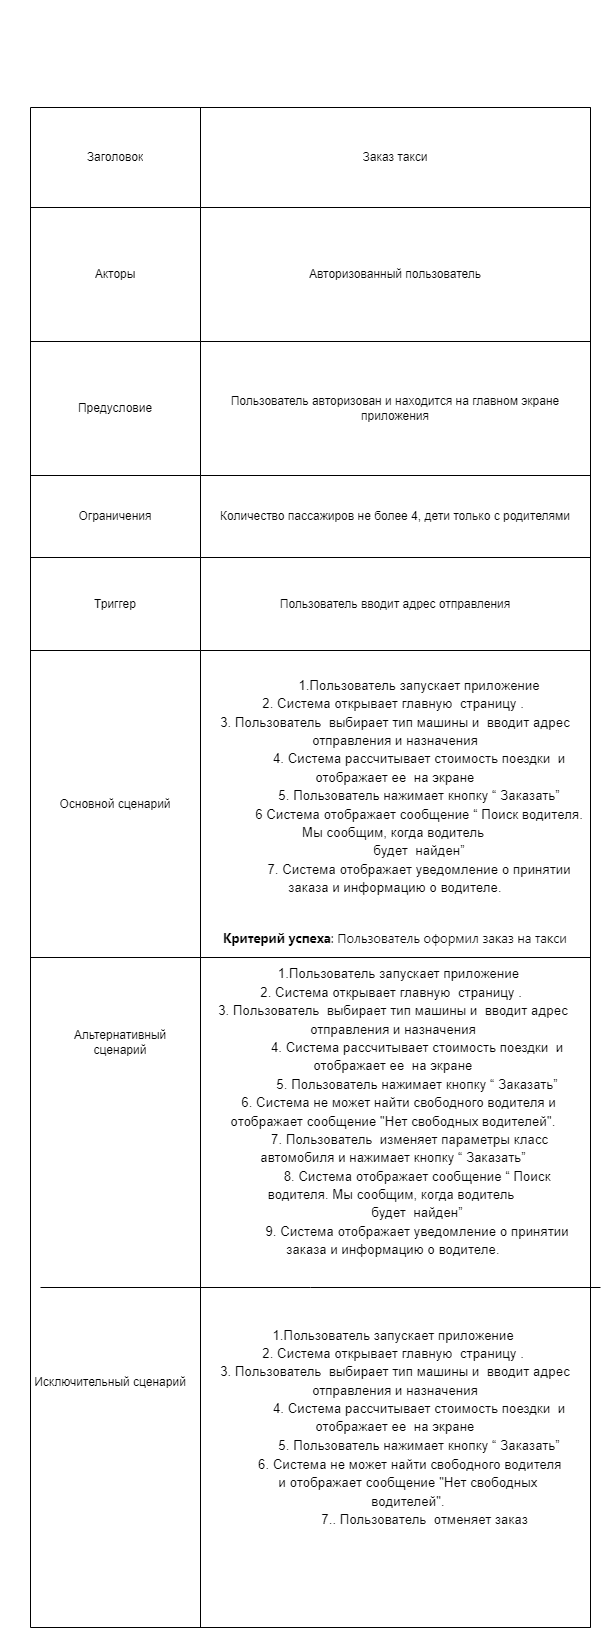 Заголовок
Заказ такси
Акторы
Авторизованный пользователь
Предусловие
Пользователь авторизован и находится на главном экране
приложения
Ограничения
Количество пассажиров не более 4, дети только с родителями
Триггер
Пользователь вводит адрес отправления
Основной сценарий
1.Пользователь запускает приложение
2. Система открывает главную  страницу .
3. Пользователь  выбирает тип машины и  вводит адрес
отправления и назначения
4. Система рассчитывает стоимость поездки  и
отображает ее  на экране
5. Пользователь нажимает кнопку “ Заказать”
6 Система отображает сообщение “ Поиск водителя.
Мы сообщим, когда водитель
будет  найден”
7. Система отображает уведомление о принятии
заказа и информацию о водителе.
Критерий успеха: Пользователь оформил заказ на такси
Альтернативный
сценарий
1.Пользователь запускает приложение
2. Система открывает главную  страницу .
3. Пользователь  выбирает тип машины и  вводит адрес
отправления и назначения
4. Система рассчитывает стоимость поездки  и
отображает ее  на экране
5. Пользователь нажимает кнопку “ Заказать”
6. Система не может найти свободного водителя и
отображает сообщение "Нет свободных водителей".
7. Пользователь  изменяет параметры класс
автомобиля и нажимает кнопку “ Заказать”
8. Система отображает сообщение “ Поиск
водителя. Мы сообщим, когда водитель
будет  найден”
9. Система отображает уведомление о принятии
заказа и информацию о водителе.
Исключительный сценарий
1.Пользователь запускает приложение
2. Система открывает главную  страницу .
3. Пользователь  выбирает тип машины и  вводит адрес
отправления и назначения
4. Система рассчитывает стоимость поездки  и
отображает ее  на экране
5. Пользователь нажимает кнопку “ Заказать”
6. Система не может найти свободного водителя
и отображает сообщение "Нет свободных
водителей".
7.. Пользователь  отменяет заказ